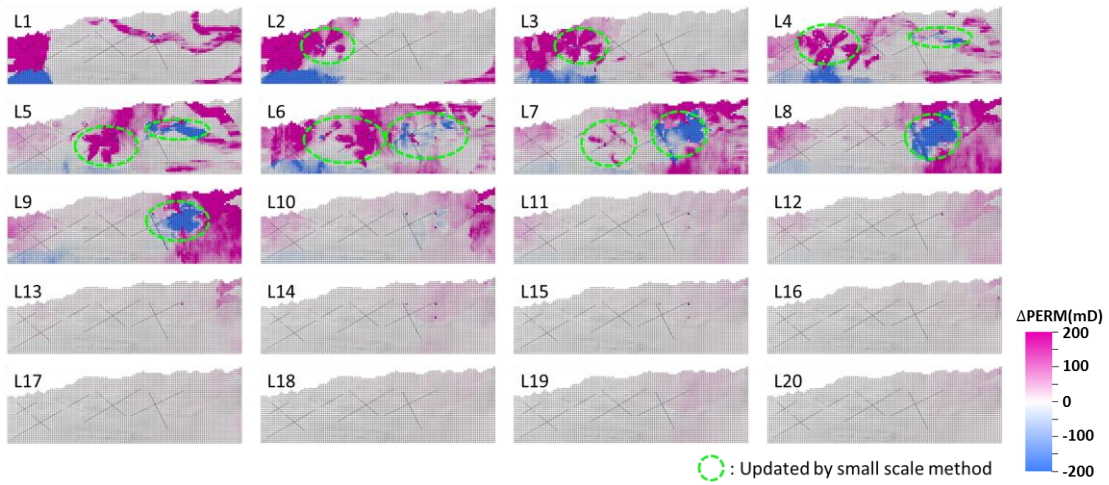 L1
L2
L3
L4
L5
L6
L7
L8
L9
L10
L11
L12
L13
L14
L15
L16
ΔPERM(mD)
200
100
0
-100
-200
L17
L18
L19
L20
: Updated by small scale method